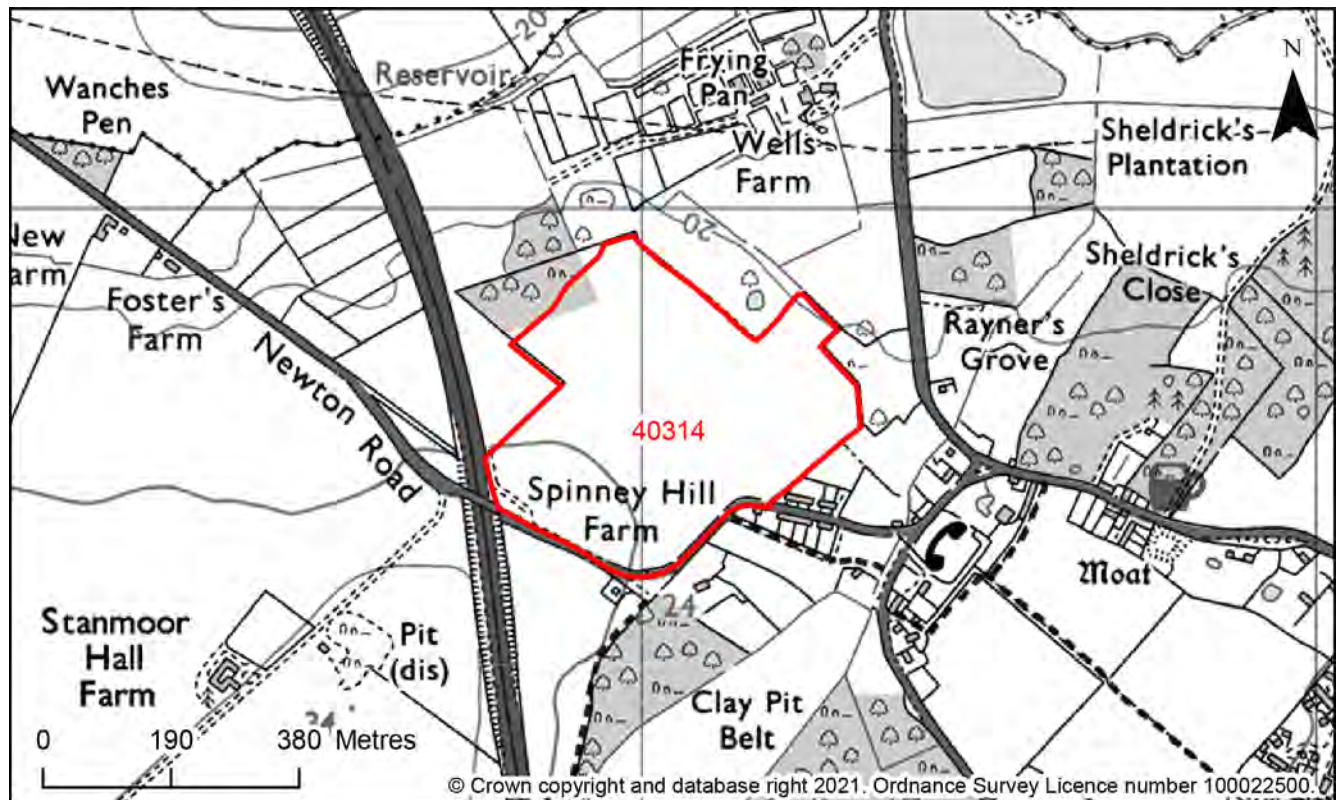 20
N
Reservoir
Frying
Pan
Wanches
Pen
Wells
Farm
Sheldrick's
Plantation
20
New
Farm
Foster's
Farm
Sheldrick's
Close
Rayner's
Grove
Newton Road
40314
Spinney Hill
Farm
Moat
24
Stanmoor
Hall
Farm
Pit
(dis)
Clay Pit
Belt
0 190 380 Metres
© Crown copyright and database right 2021. Ordnance Survey Licence number 100022500.